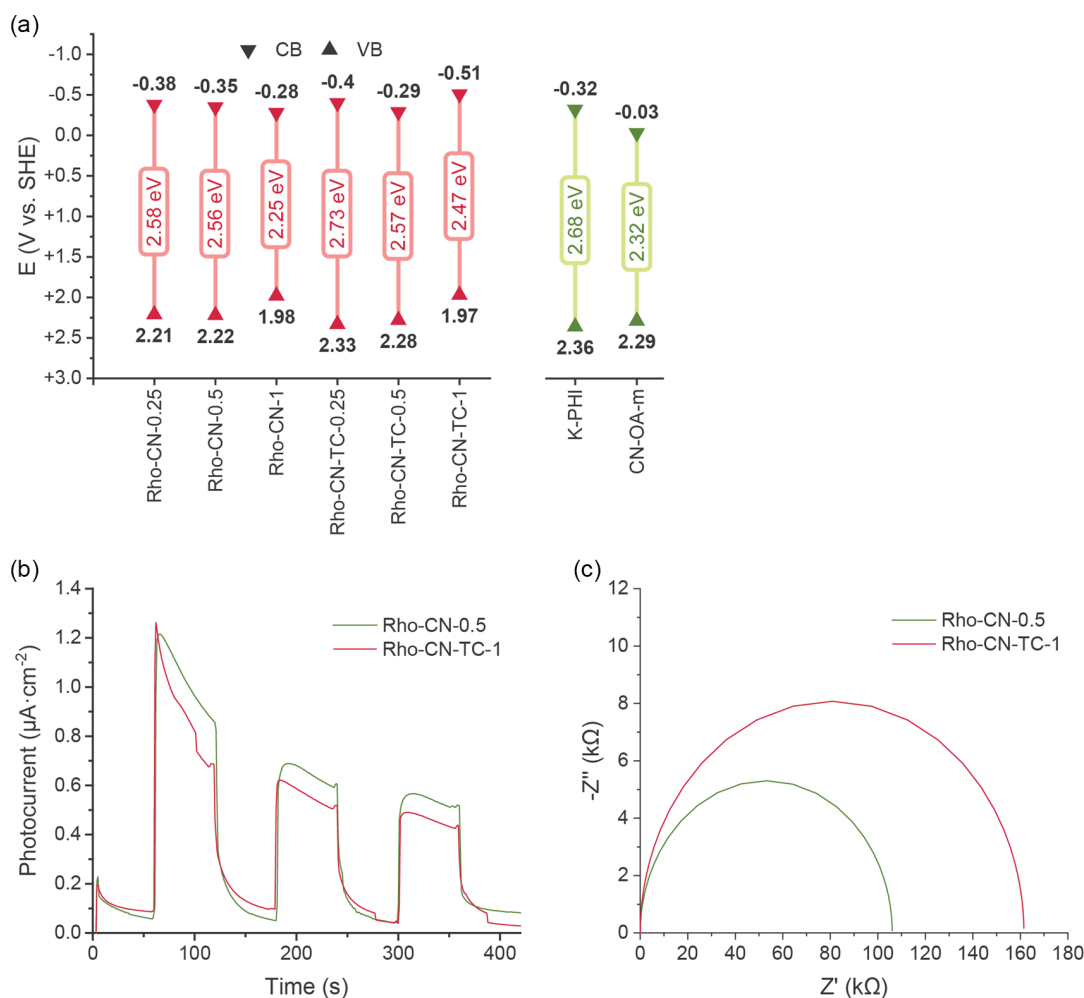 (a)
CB VB
E (V vs. SHE)
-1.0
-0.5
0.0
+0.5
+1.0
+1.5
+2.0
+2.5
+3.0
-0.38 -0.35 -0.28 -0.4 -0.29 -0.51 -0.32 -0.03
2.58 eV 2.56 eV 2.25 eV 2.73 eV 2.57 eV 2.47 eV 2.68 eV 2.32 eV
2.21 2.22 1.98 2.33 2.28 1.97 2.36 2.29
Rho-CN-0.25
Rho-CN-0.5
Rho-CN-1
Rho-CN-TC-0.25
Rho-CN-TC-0.5
Rho-CN-TC-1
K-PHI
CN-OA-m
(b)
Photocurrent (µA·cm⁻²)
1.4
1.2
1.0
0.8
0.6
0.4
0.2
0.0
Rho-CN-0.5
Rho-CN-TC-1
0 100 200 300 400
Time (s)
(c)
-Z'' (kΩ)
12
10
8
6
4
2
0
Rho-CN-0.5
Rho-CN-TC-1
0 20 40 60 80 100 120 140 160 180
Z' (kΩ)